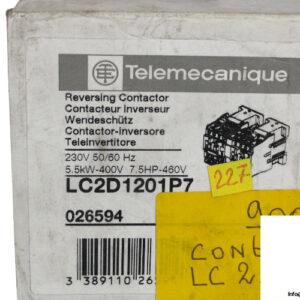 Telemecanique
Reversing Contactor
Contacteur Inverseur
Wendeschütz
Contactor-Inversore
Teleinvertitore
230V 50/60 Hz
5.5kW-400V 7.5HP-460V
LC2D1201P7
227
026594
CONT
LC 2
3 389110 26